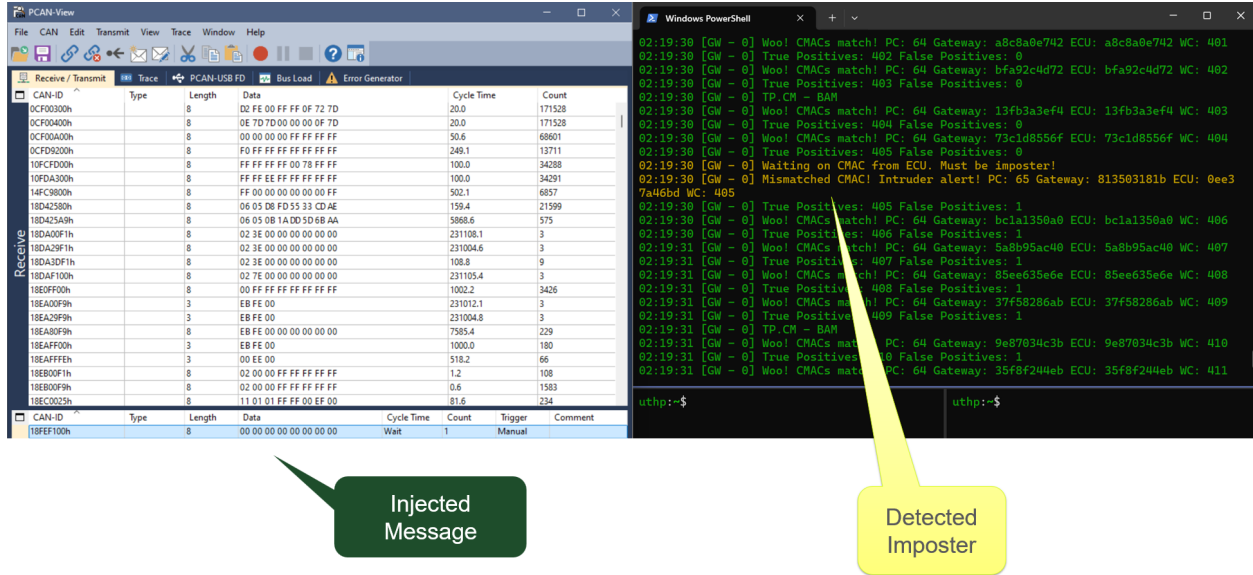 PCAN-View
File CAN Edit Transmit View Trace Window Help
Receive / Transmit Trace PCAN-USB FD Bus Load Error Generator
CAN-ID Type Length Data Cycle Time Count
0CF00300h 8 D2 FE 00 FF FF 0F 72 7D 20.0 171528
0CF00400h 8 0E 7D 7D 00 00 00 0F 7D 20.0 171528
0CF00A00h 8 00 00 00 00 FF FF FF FF 50.6 68601
0CFD9200h 8 F0 FF FF FF FF FF FF FF 249.1 13711
10FCFD00h 8 FF FF FF FF 00 78 FF FF 100.0 34288
10FDA300h 8 FF FF EE FF FF FF FF FF 100.0 34291
14FC9800h 8 FF 00 00 00 00 00 00 FF 502.1 6857
18D42580h 8 06 05 D8 FD 55 33 CD AE 159.4 21599
18D425A9h 8 06 05 0B 1A DD 5D 6B AA 5868.6 575
18DA00F1h 8 02 3E 00 00 00 00 00 00 231108.1 3
18DA29F1h 8 02 3E 00 00 00 00 00 00 231004.6 3
18DA3DF1h 8 02 3E 00 00 00 00 00 00 108.8 9
18DAF100h 8 02 7E 00 00 00 00 00 00 231105.4 3
18E0FF00h 8 00 FF FF FF FF FF FF FF 1002.2 3426
18EA00F9h 3 EB FE 00 231012.1 3
18EA29F9h 3 EB FE 00 231004.8 3
18EA80F9h 8 EB FE 00 00 00 00 00 00 7585.4 229
18EAFF00h 3 EB FE 00 1000.0 180
18EAFFFEh 3 00 EE 00 518.2 66
18EB00F1h 8 02 00 00 FF FF FF FF FF 1.2 108
18EB00F9h 8 02 00 00 FF FF FF FF FF 0.6 1583
18EC0025h 8 11 01 01 FF FF 00 EF 00 81.6 234
Receive
CAN-ID Type Length Data Cycle Time Count Trigger Comment
18FEF100h 8 00 00 00 00 00 00 00 00 Wait 1 Manual
Windows PowerShell
02:19:30 [GW - 0] Woo! CMACs match! PC: 64 Gateway: a8c8a0e742 ECU: a8c8a0e742 WC: 401
02:19:30 [GW - 0] True Positives: 402 False Positives: 0
02:19:30 [GW - 0] Woo! CMACs match! PC: 64 Gateway: bfa92c4d72 ECU: bfa92c4d72 WC: 402
02:19:30 [GW - 0] True Positives: 403 False Positives: 0
02:19:30 [GW - 0] TP.CM - BAM
02:19:30 [GW - 0] Woo! CMACs match! PC: 64 Gateway: 13fb3a3ef4 ECU: 13fb3a3ef4 WC: 403
02:19:30 [GW - 0] True Positives: 404 False Positives: 0
02:19:30 [GW - 0] Woo! CMACs match! PC: 64 Gateway: 73c1d8556f ECU: 73c1d8556f WC: 404
02:19:30 [GW - 0] True Positives: 405 False Positives: 0
02:19:30 [GW - 0] Waiting on CMAC from ECU. Must be imposter!
02:19:30 [GW - 0] Mismatched CMAC! Intruder alert! PC: 65 Gateway: 813503181b ECU: 0ee3
7a46bd WC: 405
02:19:30 [GW - 0] True Positives: 405 False Positives: 1
02:19:30 [GW - 0] Woo! CMACs match! PC: 64 Gateway: bc1a1350a0 ECU: bc1a1350a0 WC: 406
02:19:30 [GW - 0] True Positives: 406 False Positives: 1
02:19:31 [GW - 0] Woo! CMACs match! PC: 64 Gateway: 5a8b95ac40 ECU: 5a8b95ac40 WC: 407
02:19:31 [GW - 0] True Positives: 407 False Positives: 1
02:19:31 [GW - 0] Woo! CMACs match! PC: 64 Gateway: 85ee635e6e ECU: 85ee635e6e WC: 408
02:19:31 [GW - 0] True Positives: 408 False Positives: 1
02:19:31 [GW - 0] Woo! CMACs match! PC: 64 Gateway: 37f58286ab ECU: 37f58286ab WC: 409
02:19:31 [GW - 0] True Positives 409 False Positives: 1
02:19:31 [GW - 0] TP.CM - BAM
02:19:31 [GW - 0] Woo! CMACs match! PC: 64 Gateway: 9e87034c3b ECU: 9e87034c3b WC: 410
02:19:31 [GW - 0] True Positives 10 False Positives: 1
02:19:31 [GW - 0] Woo! CMACs match! PC: 64 Gateway: 35f8f244eb ECU: 35f8f244eb WC: 411
uthp:~$ uthp:~$
Injected
Message
Detected
Imposter